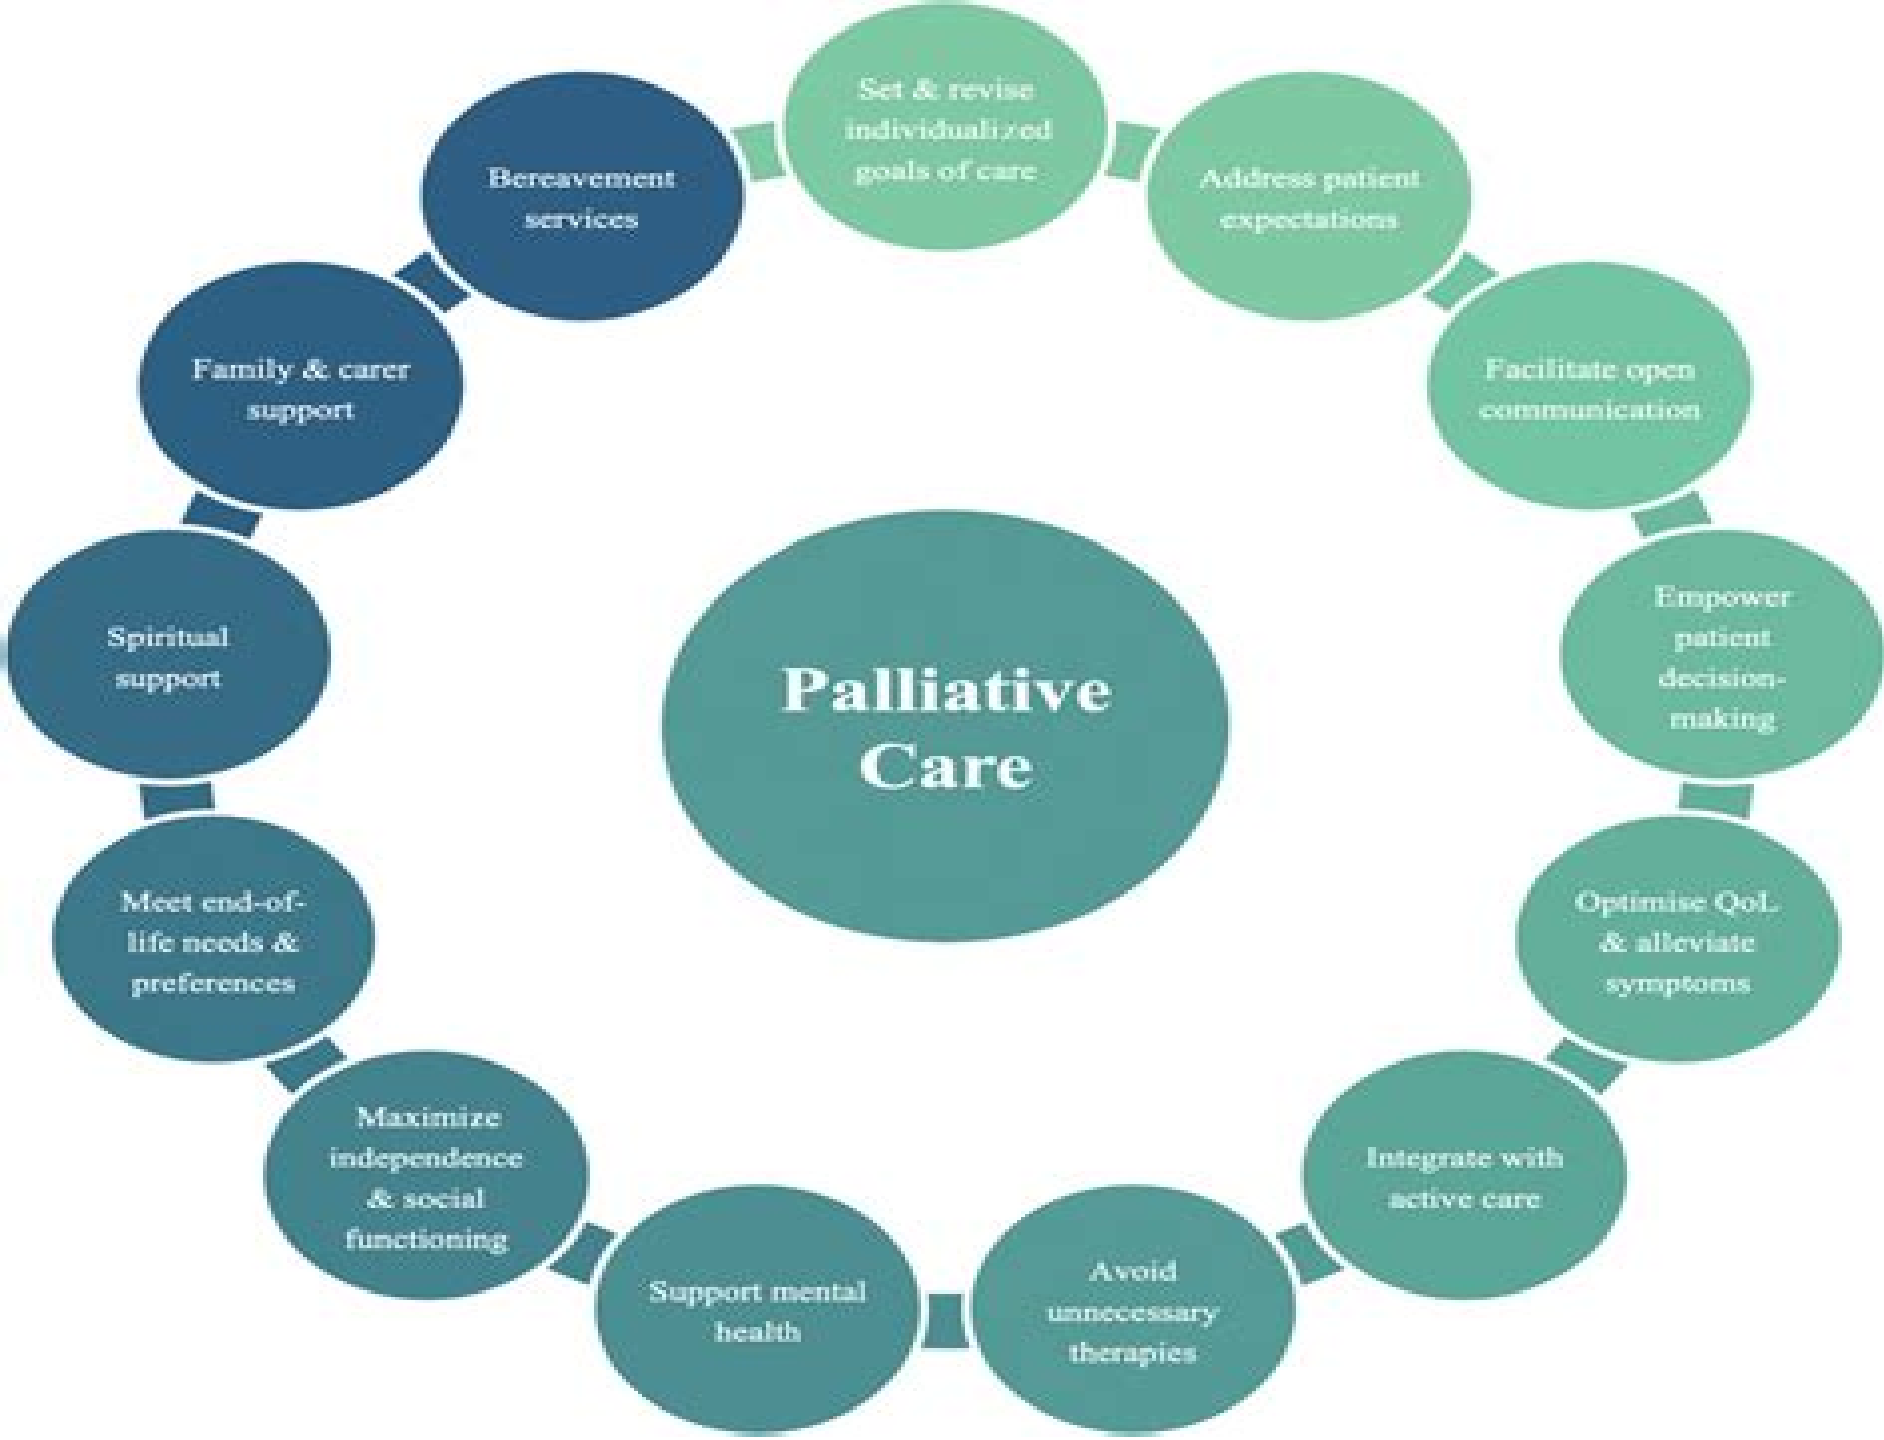 Set & revise
individualized
goals of care
Address patient
expectations
Facilitate open
communication
Empower
patient
decision-
making
Optimise QoL
& alleviate
symptoms
Integrate with
active care
Avoid
unnecessary
therapies
Support mental
health
Maximize
independence
& social
functioning
Meet end-of-
life needs &
preferences
Spiritual
support
Family & carer
support
Bereavement
services
Palliative
Care